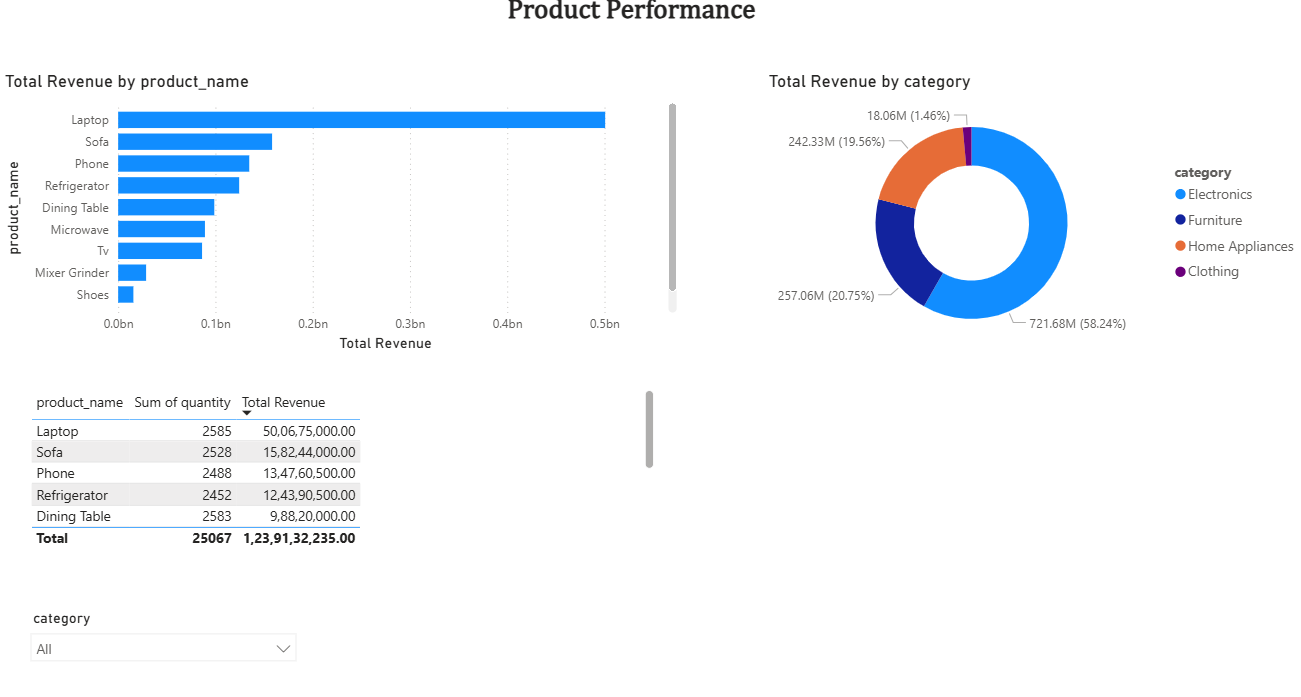 Product Performance
Total Revenue by product_name
product_name
Laptop
Sofa
Phone
Refrigerator
Dining Table
Microwave
Tv
Mixer Grinder
Shoes
0.0bn 0.1bn 0.2bn 0.3bn 0.4bn 0.5bn
Total Revenue
Total Revenue by category
18.06M (1.46%)
242.33M (19.56%)
257.06M (20.75%)
721.68M (58.24%)
category
Electronics
Furniture
Home Appliances
Clothing
product_name Sum of quantity Total Revenue
Laptop 2585 50,06,75,000.00
Sofa 2528 15,82,44,000.00
Phone 2488 13,47,60,500.00
Refrigerator 2452 12,43,90,500.00
Dining Table 2583 9,88,20,000.00
Total 25067 1,23,91,32,235.00
category
All